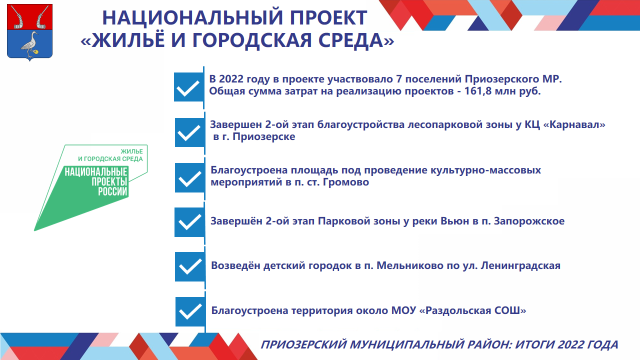 НАЦИОНАЛЬНЫЙ ПРОЕКТ
«ЖИЛЬЁ И ГОРОДСКАЯ СРЕДА»
В 2022 году в проекте участвовало 7 поселений Приозерского МР.
Общая сумма затрат на реализацию проектов - 161,8 млн руб.
Завершен 2-ой этап благоустройства лесопарковой зоны у КЦ «Карнавал»
в г. Приозерске
ЖИЛЬЕ
И ГОРОДСКАЯ СРЕДА
НАЦИОНАЛЬНЫЕ
ПРОЕКТЫ
РОССИИ
Благоустроена площадь под проведение культурно-массовых
мероприятий в п. ст. Громово
Завершён 2-ой этап Парковой зоны у реки Вьюн в п. Запорожское
Возведён детский городок в п. Мельниково по ул. Ленинградская
Благоустроена территория около МОУ «Раздольская СОШ»
ПРИОЗЕРСКИЙ МУНИЦИПАЛЬНЫЙ РАЙОН: ИТОГИ 2022 ГОДА